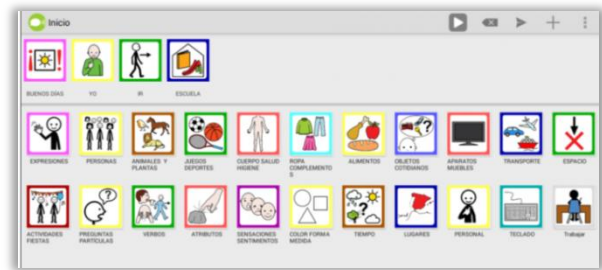 Inicio
BUENOS DÍAS
YO
IR
ESCUELA
EXPRESIONES
PERSONAS
ANIMALES Y
PLANTAS
JUEGOS
DEPORTES
CUERPO SALUD
HIGIENE
ROPA
COMPLEMENTO
S
ALIMENTOS
OBJETOS
COTIDIANOS
APARATOS
MUEBLES
TRANSPORTE
ESPACIO
ACTIVIDADES
FIESTAS
PREGUNTAS
PARTÍCULAS
VERBOS
ATRIBUTOS
SENSACIONES
SENTIMIENTOS
COLOR FORMA
MEDIDA
TIEMPO
LUGARES
PERSONAL
TECLADO
Trabajar